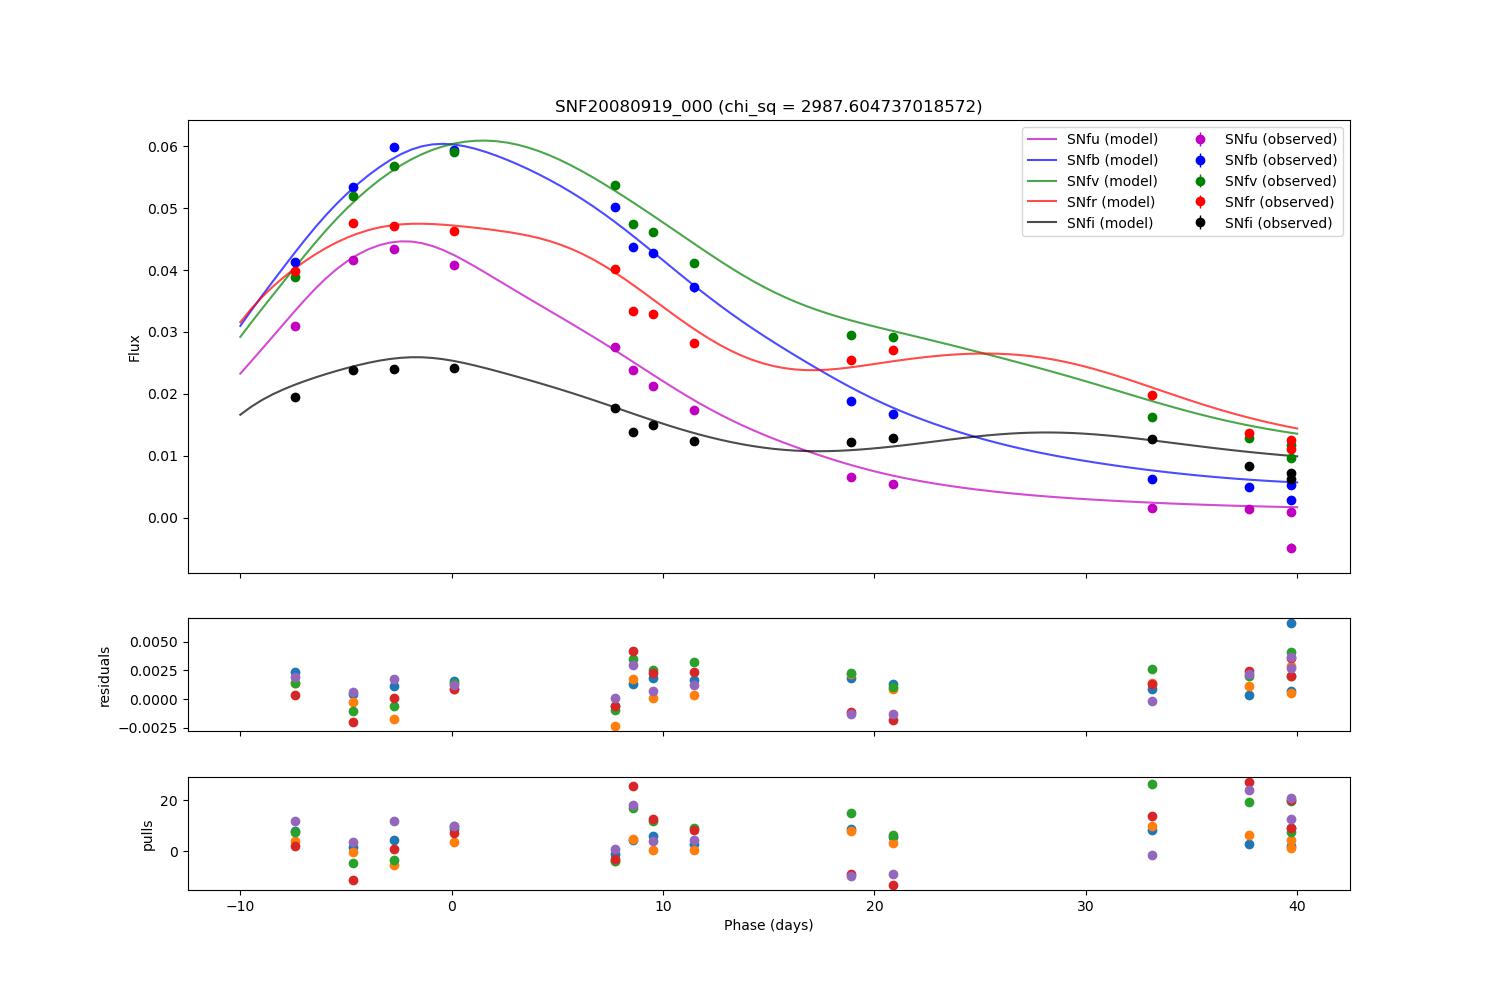 SNF20080919_000 (chi_sq = 2987.604737018572)
SNfu (model) SNfu (observed)
SNfb (model) SNfb (observed)
SNfv (model) SNfv (observed)
SNfr (model) SNfr (observed)
SNfi (model) SNfi (observed)
Flux
0.06
0.05
0.04
0.03
0.02
0.01
0.00
residuals
0.0050
0.0025
0.0000
−0.0025
pulls
20
0
−10 0 10 20 30 40
Phase (days)